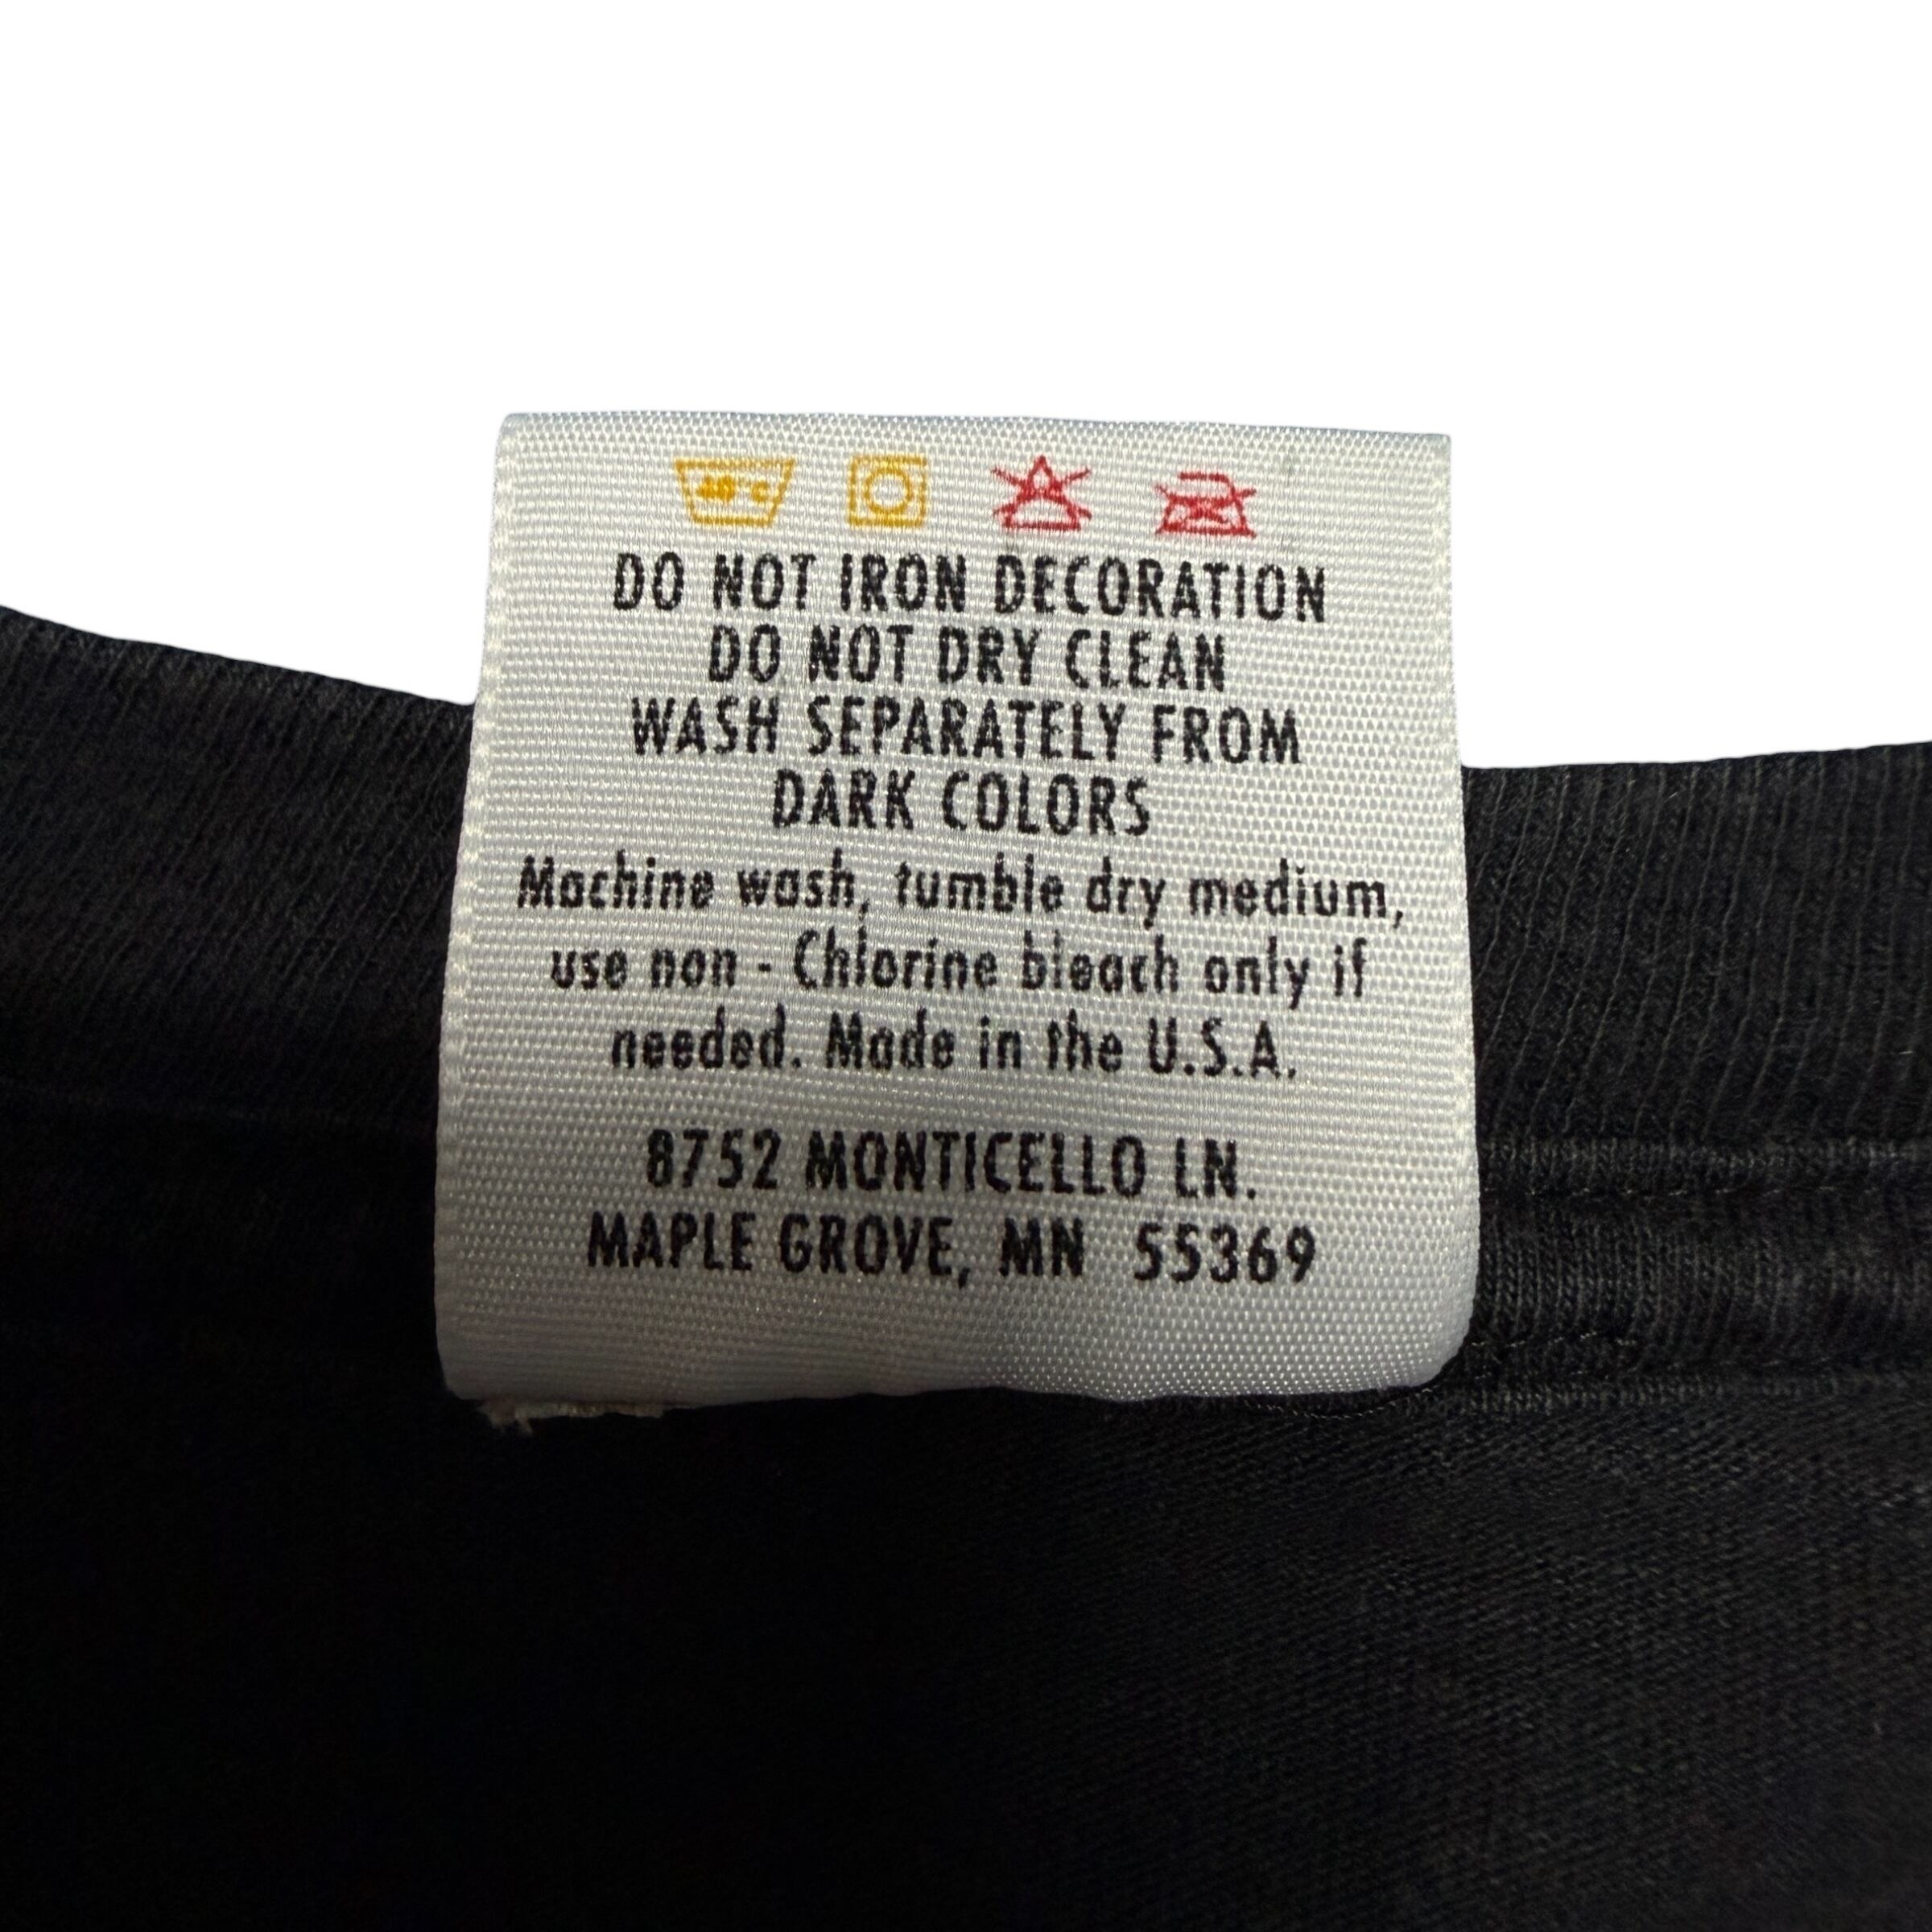 40°C
DO NOT IRON DECORATION
DO NOT DRY CLEAN
WASH SEPARATELY FROM
DARK COLORS
Machine wash, tumble dry medium,
use non - Chlorine bleach only if
needed. Made in the U.S.A.
8752 MONTICELLO LN.
MAPLE GROVE, MN 55369